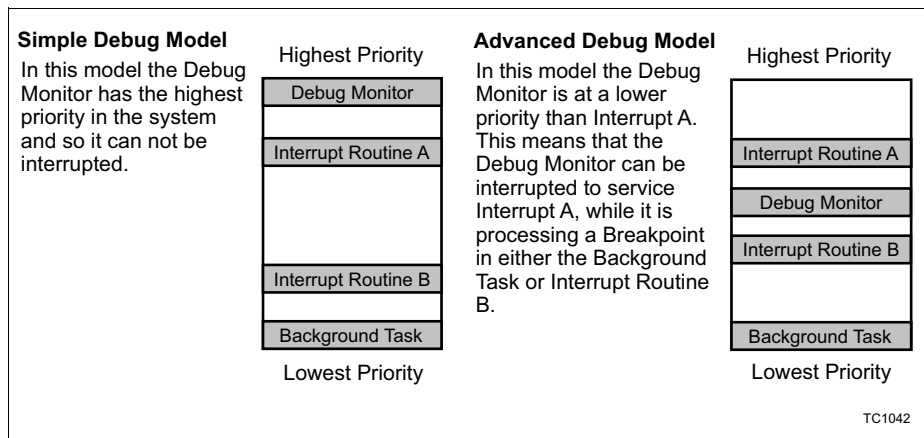 Simple Debug Model
In this model the Debug
Monitor has the highest
priority in the system
and so it can not be
interrupted.
Highest Priority
Debug Monitor
Interrupt Routine A
Interrupt Routine B
Background Task
Lowest Priority
Advanced Debug Model
In this model the Debug
Monitor is at a lower
priority than Interrupt A.
This means that the
Debug Monitor can be
interrupted to service
Interrupt A, while it is
processing a Breakpoint
in either the Background
Task or Interrupt Routine
B.
Highest Priority
Interrupt Routine A
Debug Monitor
Interrupt Routine B
Background Task
Lowest Priority
TC1042